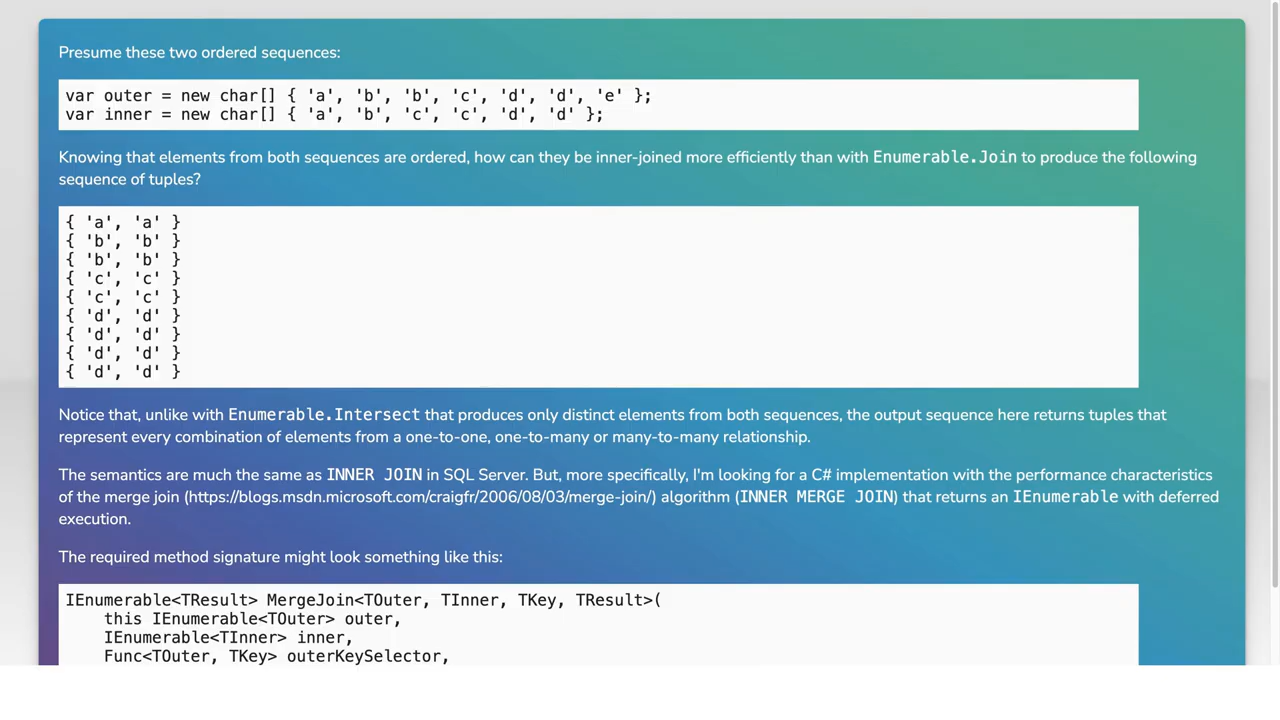 Presume these two ordered sequences:
var outer = new char[] { 'a', 'b', 'b', 'c', 'd', 'd', 'e' };
var inner = new char[] { 'a', 'b', 'c', 'c', 'd', 'd' };
Knowing that elements from both sequences are ordered, how can they be inner-joined more efficiently than with Enumerable.Join to produce the following
sequence of tuples?
{ 'a', 'a' }
{ 'b', 'b' }
{ 'b', 'b' }
{ 'c', 'c' }
{ 'c', 'c' }
{ 'd', 'd' }
{ 'd', 'd' }
{ 'd', 'd' }
{ 'd', 'd' }
Notice that, unlike with Enumerable.Intersect that produces only distinct elements from both sequences, the output sequence here returns tuples that
represent every combination of elements from a one-to-one, one-to-many or many-to-many relationship.
The semantics are much the same as INNER JOIN in SQL Server. But, more specifically, I'm looking for a C# implementation with the performance characteristics
of the merge join (https://blogs.msdn.microsoft.com/craigfr/2006/08/03/merge-join/) algorithm (INNER MERGE JOIN) that returns an IEnumerable with deferred
execution.
The required method signature might look something like this:
IEnumerable<TResult> MergeJoin<TOuter, TInner, TKey, TResult>(
this IEnumerable<TOuter> outer,
IEnumerable<TInner> inner,
Func<TOuter, TKey> outerKeySelector,